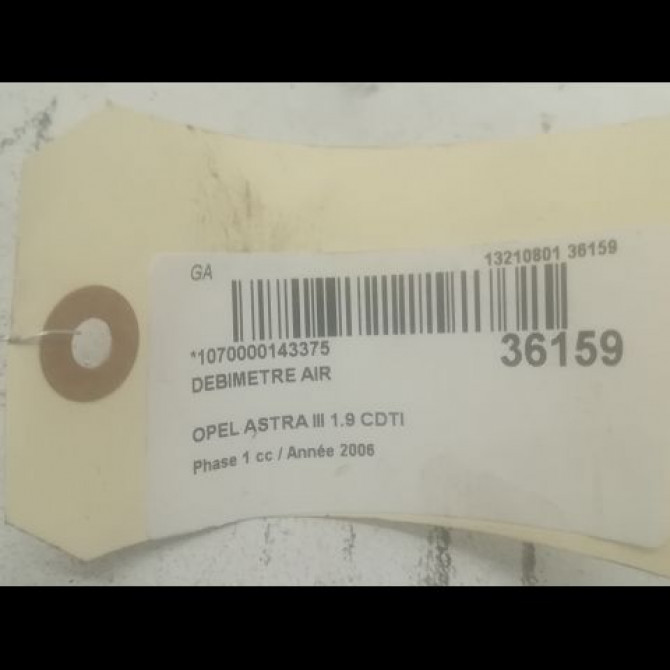 GA
13210801 36159
*1070000143375
36159
DEBIMETRE AIR
OPEL ASTRA III 1.9 CDTI
Phase 1 cc / Année 2006